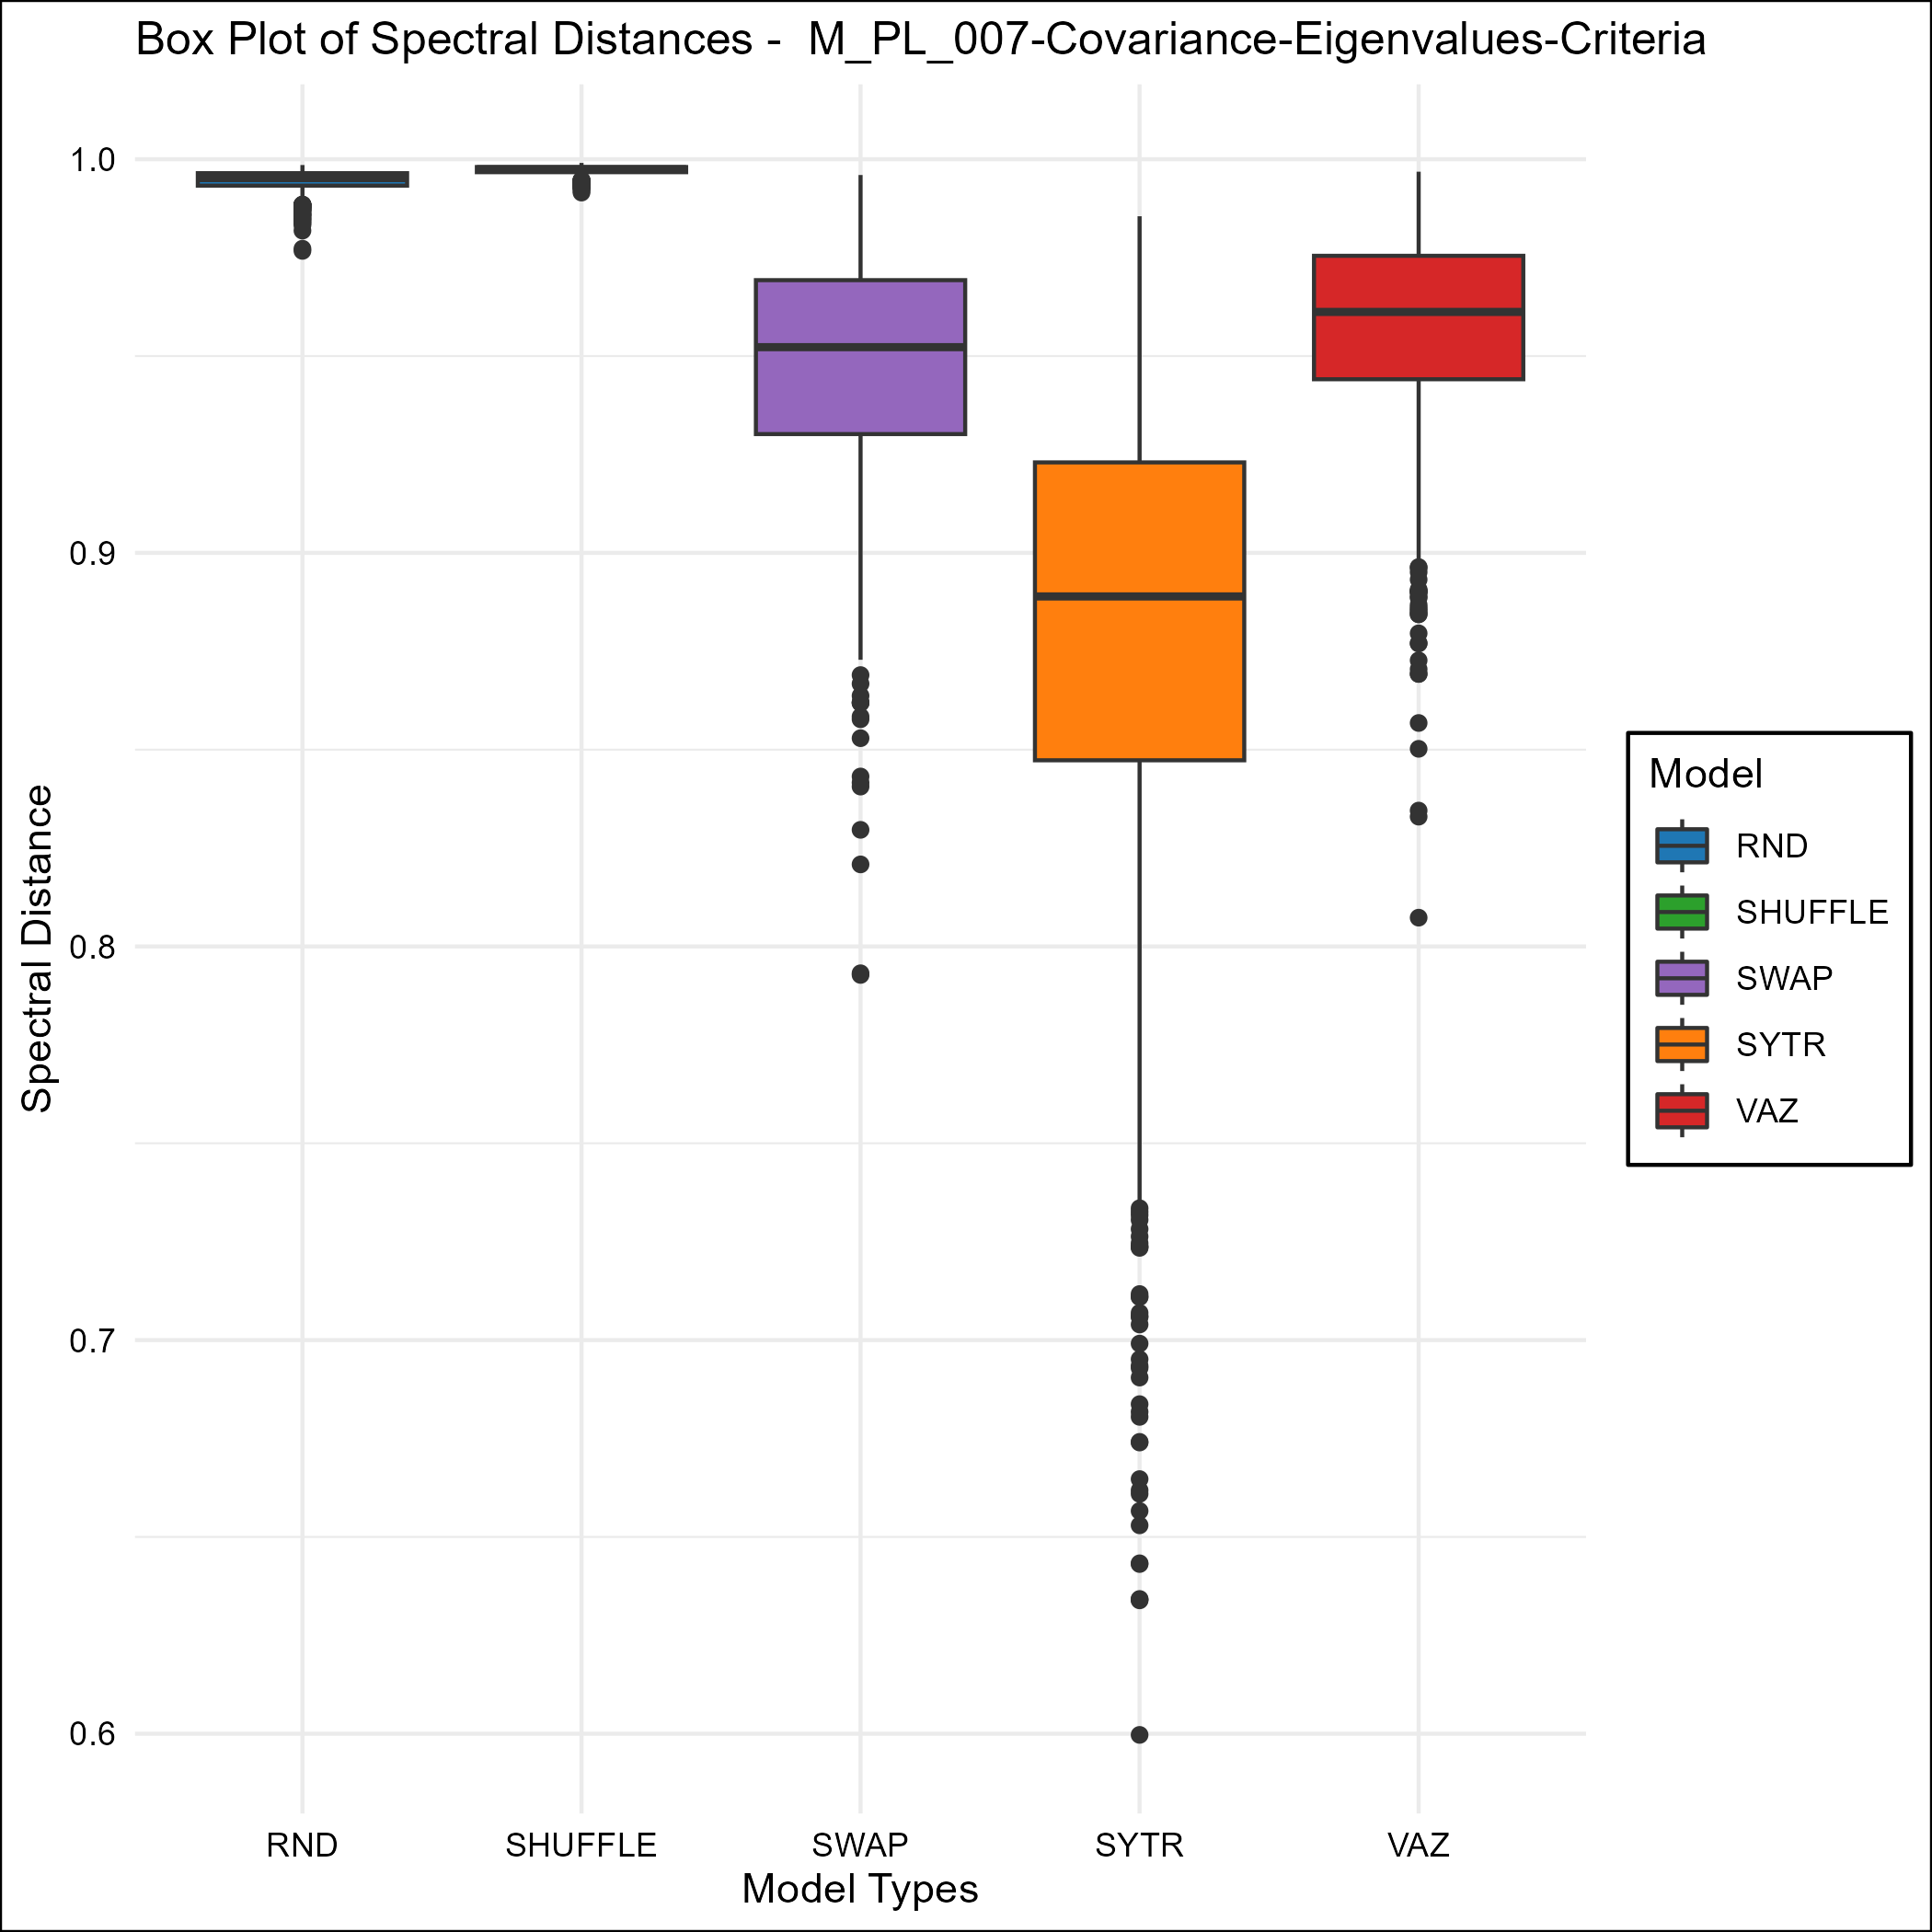 Box Plot of Spectral Distances -  M_PL_007-Covariance-Eigenvalues-Criteria
1.0
0.9
0.8
0.7
0.6
Spectral Distance
RND
SHUFFLE
SWAP
SYTR
VAZ
Model Types
Model
RND
SHUFFLE
SWAP
SYTR
VAZ